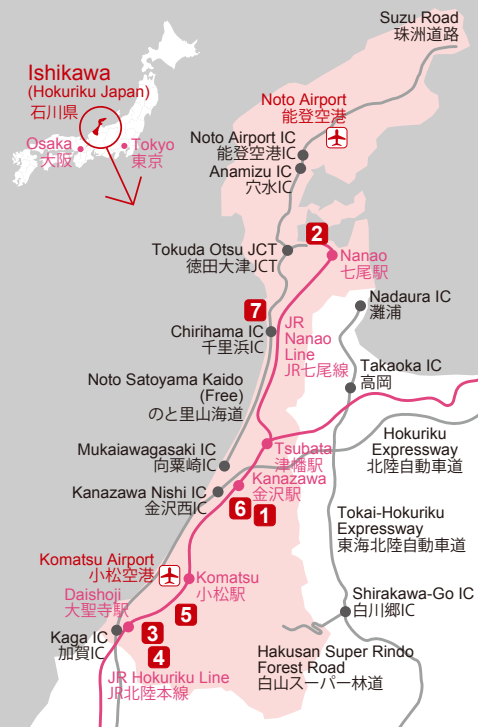 Suzu Road
珠洲道路
Ishikawa
(Hokuriku Japan)
石川県
Osaka
大阪
Tokyo
東京
Noto Airport
能登空港
Noto Airport IC
能登空港IC
Anamizu IC
穴水IC
2
Tokuda Otsu JCT
徳田大津JCT
Nanao
七尾駅
Nadaura IC
灘浦
7
Chirihama IC
千里浜IC
JR
Nanao
Line
JR七尾線
Takaoka IC
高岡
Noto Satoyama Kaido
(Free)
のと里山海道
Tsubata
津幡駅
Hokuriku
Expressway
北陸自動車道
Mukaiawagasaki IC
向粟崎IC
Kanazawa
金沢駅
Kanazawa Nishi IC
金沢西IC
6
1
Tokai-Hokuriku
Expressway
東海北陸自動車道
Komatsu Airport
小松空港
Komatsu
小松駅
Daishoji
大聖寺駅
5
Shirakawa-Go IC
白川郷IC
Kaga IC
加賀IC
3
4
Hakusan Super Rindo
Forest Road
白山スーパー林道
JR Hokuriku Line
JR北陸本線